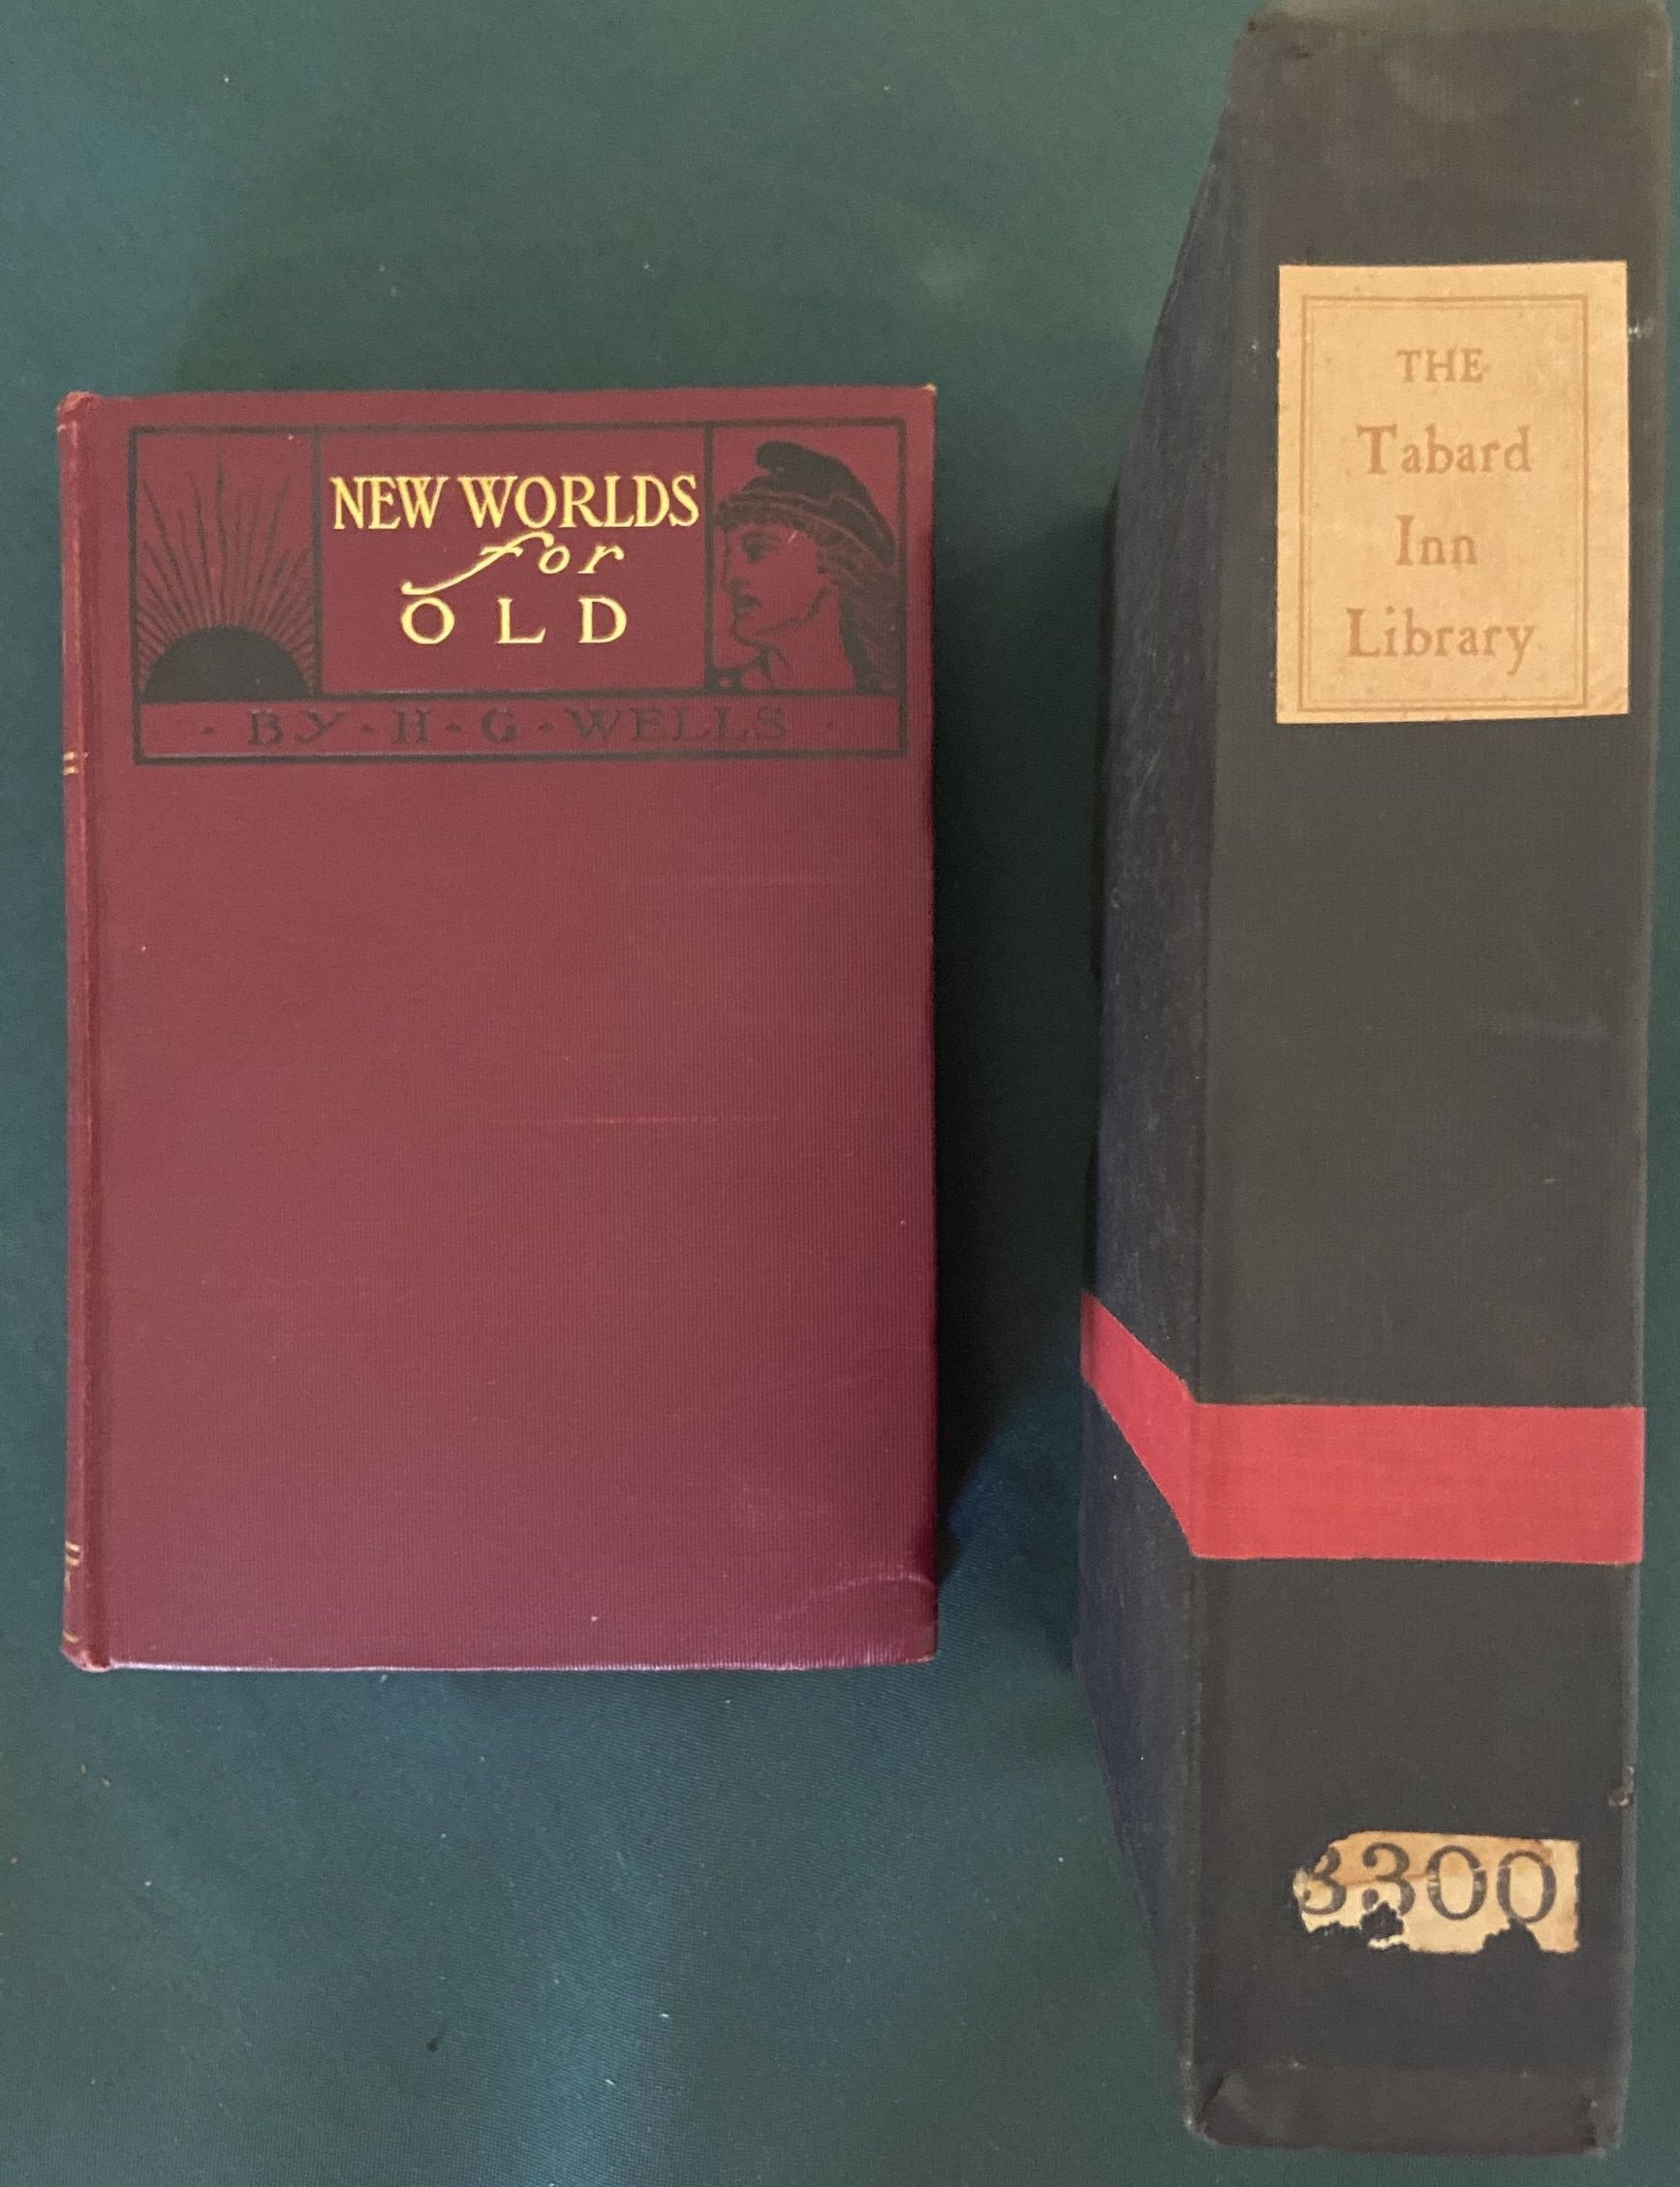 NEW WORLDS
for
OLD
· BY · H · G · WELLS ·
THE
Tabard
Inn
Library
3300